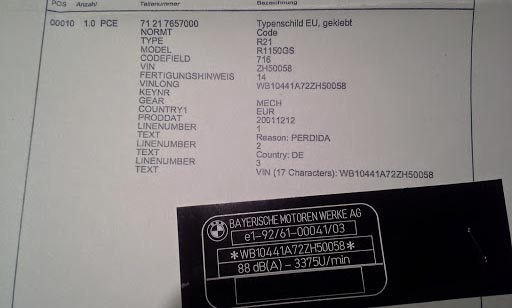 POS Anzahl Teilenummer Bezeichnung
00010 1.0 PCE 71 21 7657000 Typenschild EU, geklebt
NORMT Code
TYPE R21
MODEL R1150GS
CODEFIELD 716
VIN ZH50058
FERTIGUNGSHINWEIS 14
VINLONG WB10441A72ZH50058
KEYNR
GEAR MECH
COUNTRY1 EUR
PRODDAT 20011212
LINENUMBER 1
TEXT Reason: PERDIDA
LINENUMBER 2
TEXT Country: DE
LINENUMBER 3
TEXT VIN (17 Characters): WB10441A72ZH50058
BMW
BAYERISCHE MOTOREN WERKE AG
e1-92/61-00041/03
*WB10441A72ZH50058*
88 dB(A) - 3375U/min